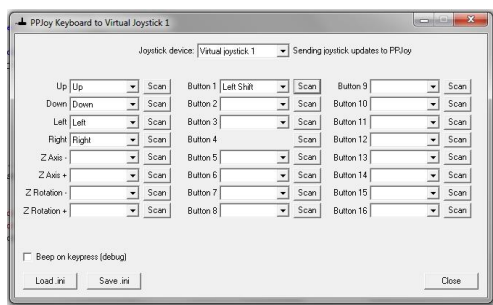 PPJoy Keyboard to Virtual Joystick 1
Joystick device: Virtual joystick 1 Sending joystick updates to PPJoy
Up Up Scan Button 1 Left Shift Scan Button 9 Scan
Down Down Scan Button 2 Scan Button 10 Scan
Left Left Scan Button 3 Scan Button 11 Scan
Right Right Scan Button 4 Scan Button 12 Scan
Z Axis - Scan Button 5 Scan Button 13 Scan
Z Axis + Scan Button 6 Scan Button 14 Scan
Z Rotation - Scan Button 7 Scan Button 15 Scan
Z Rotation + Scan Button 8 Scan Button 16 Scan
Beep on keypress (debug)
Load .ini Save .ini Close